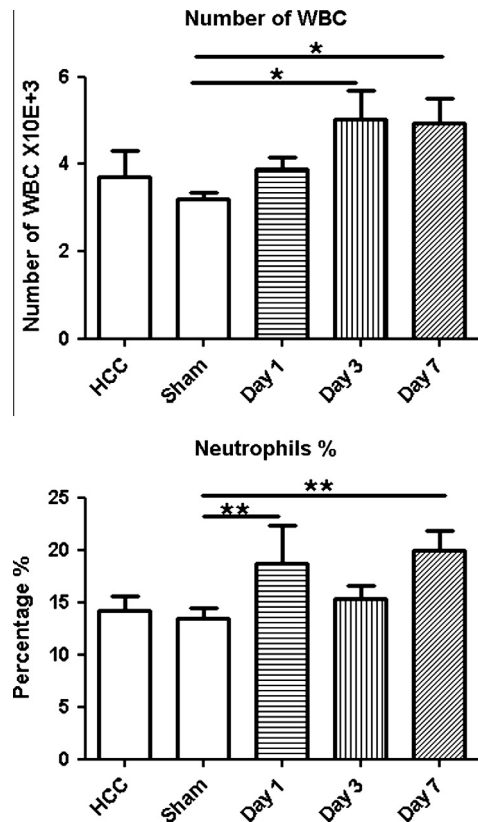 Number of WBC
*
*
6
4
2
0
Number of WBC X10E+3
HCC
Sham
Day 1
Day 3
Day 7
Neutrophils %
**
**
25
20
15
10
5
0
Percentage %
HCC
Sham
Day 1
Day 3
Day 7